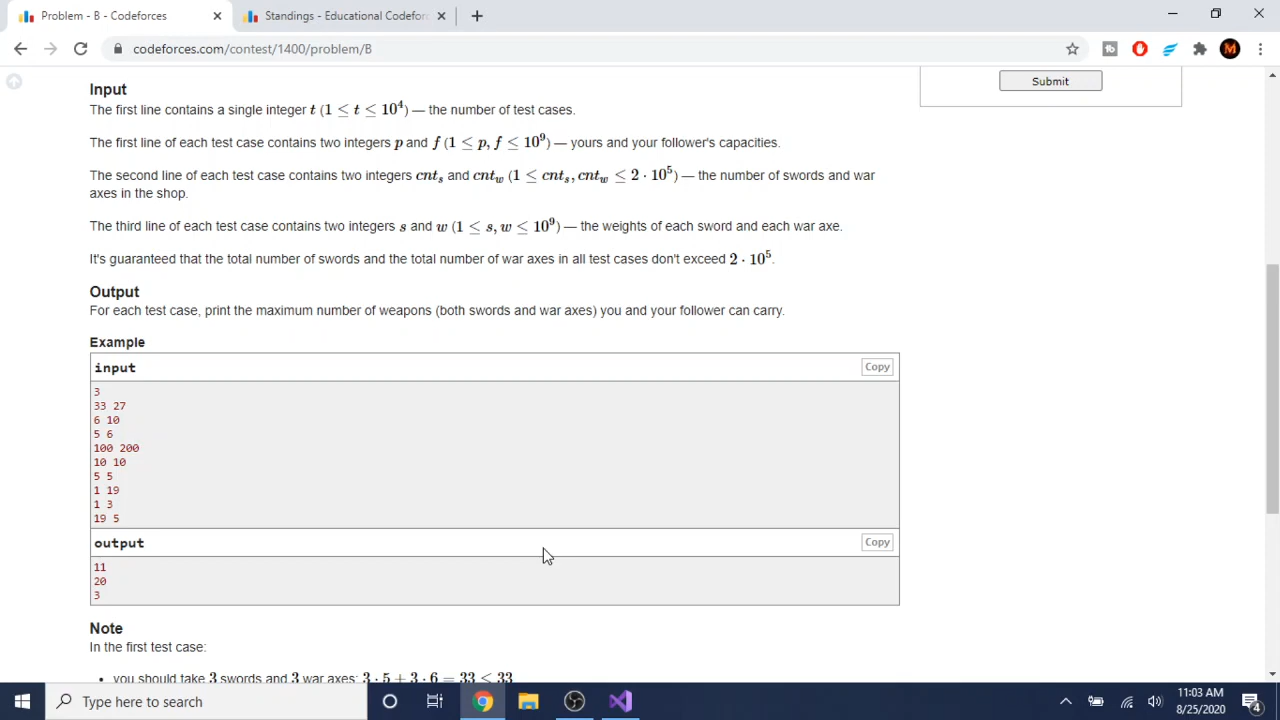 Problem - B - Codeforces
Standings - Educational Codefor
codeforces.com/contest/1400/problem/B
Submit
Input
The first line contains a single integer t (1 ≤ t ≤ 10⁴) — the number of test cases.
The first line of each test case contains two integers p and f (1 ≤ p, f ≤ 10⁹) — yours and your follower's capacities.
The second line of each test case contains two integers cntₛ and cnt_w (1 ≤ cntₛ, cnt_w ≤ 2 · 10⁵) — the number of swords and war
axes in the shop.
The third line of each test case contains two integers s and w (1 ≤ s, w ≤ 10⁹) — the weights of each sword and each war axe.
It's guaranteed that the total number of swords and the total number of war axes in all test cases don't exceed 2 · 10⁵.
Output
For each test case, print the maximum number of weapons (both swords and war axes) you and your follower can carry.
Example
input
Copy
3
33 27
6 10
5 6
100 200
10 10
5 5
1 19
1 3
19 5
output
Copy
11
20
3
Note
In the first test case:
• you should take 3 swords and 3 war axes: 3 · 5 + 3 · 6 = 33 ≤ 33
Type here to search
11:03 AM
8/25/2020
4
M